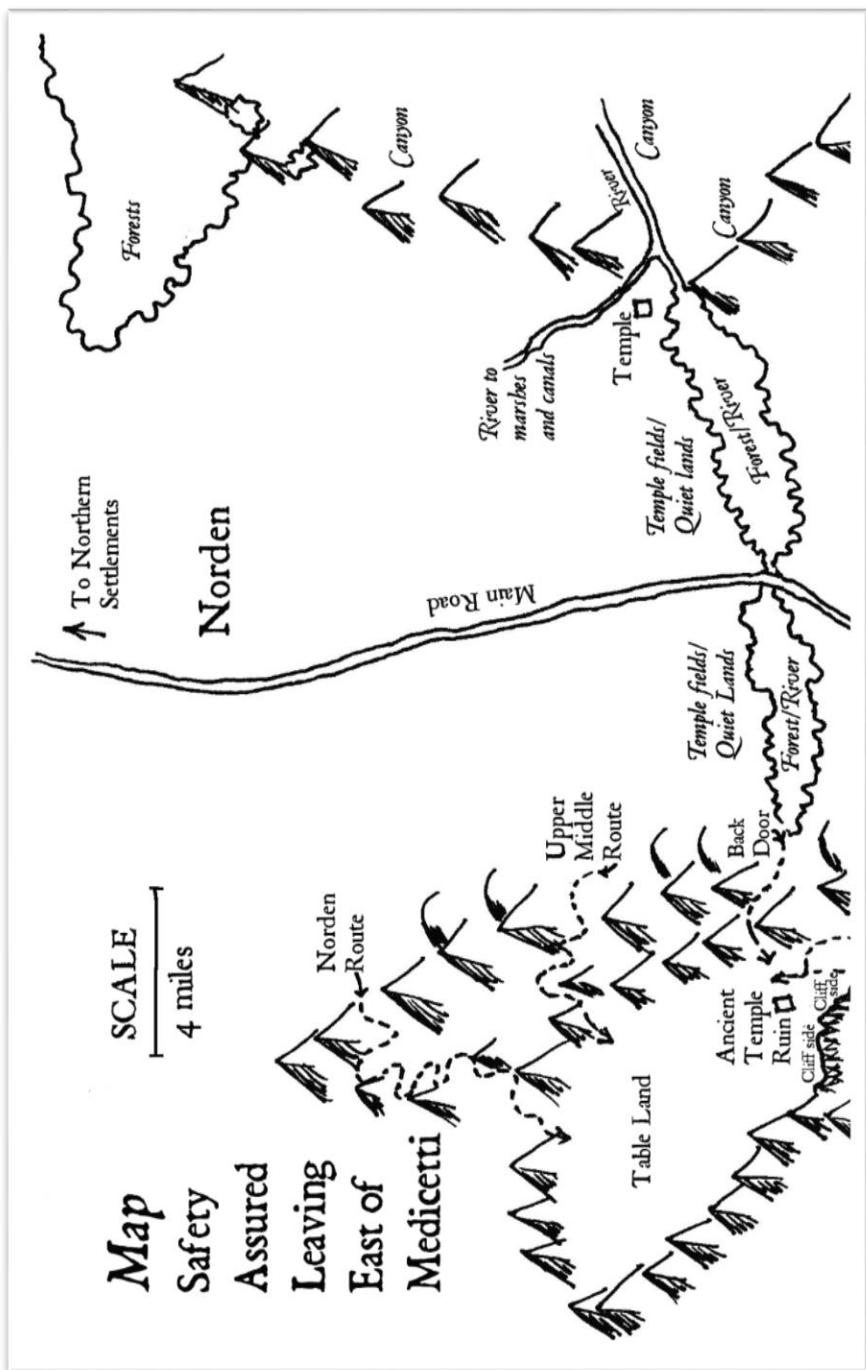 Map
Safety
Assured
Leaving
East of
Medicetti
SCALE
4 miles
Norden
Route
To Northern
Settlements
Norden
Forests
Canyon
Upper
Middle
Route
Main Road
River to
marshes
and canals
River
Canyon
Temple
Canyon
Table Land
Ancient
Temple
Ruin
Cliff side
Cliff
side
Back
Door
Temple fields/
Quiet Lands
Forest/River
Temple fields/
Quiet lands
Forest/River